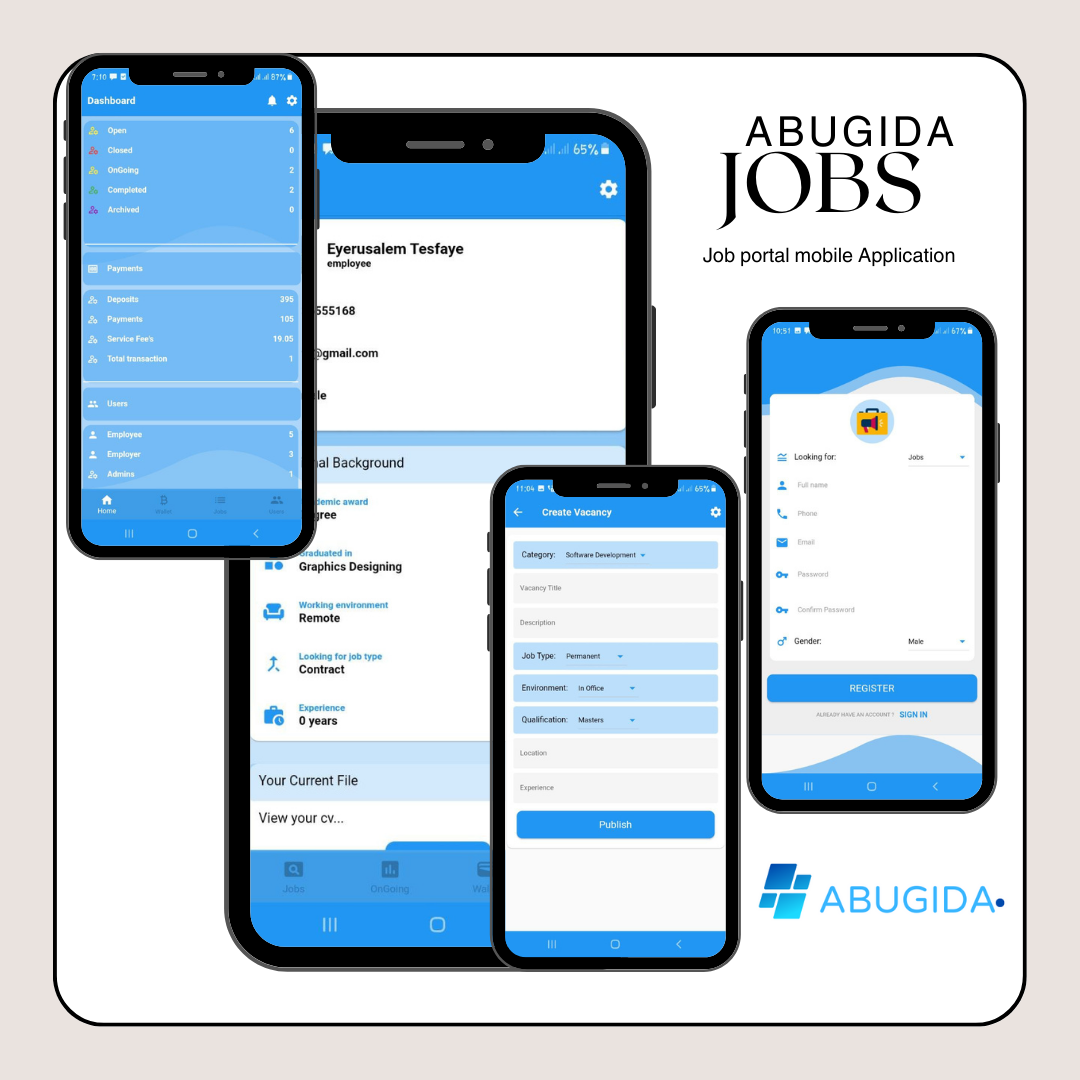 7:10 87%
Dashboard
Open 6
Closed 0
OnGoing 2
Completed 2
Archived 0
Payments
Deposits 395
Payments 105
Service Fee's 19.05
Total transaction 1
Users
Employee 5
Employer 3
Admins 1
Home Wallet Jobs Users
65%
Eyerusalem Tesfaye
employee
555168
@gmail.com
le
nal Background
demic award
gree
Graduated in
Graphics Designing
Working environment
Remote
Looking for job type
Contract
Experience
0 years
Your Current File
View your cv...
Jobs OnGoing Wal
11:04 65%
Create Vacancy
Category: Software Development
Vacancy Title
Description
Job Type: Permanent
Environment: In Office
Qualification: Masters
Location
Experience
Publish
ABUGIDA
JOBS
Job portal mobile Application
10:51 67%
Looking for: Jobs
Full name
Phone
Email
Password
Confirm Password
Gender: Male
REGISTER
ALREADY HAVE AN ACCOUNT ? SIGN IN
ABUGIDA